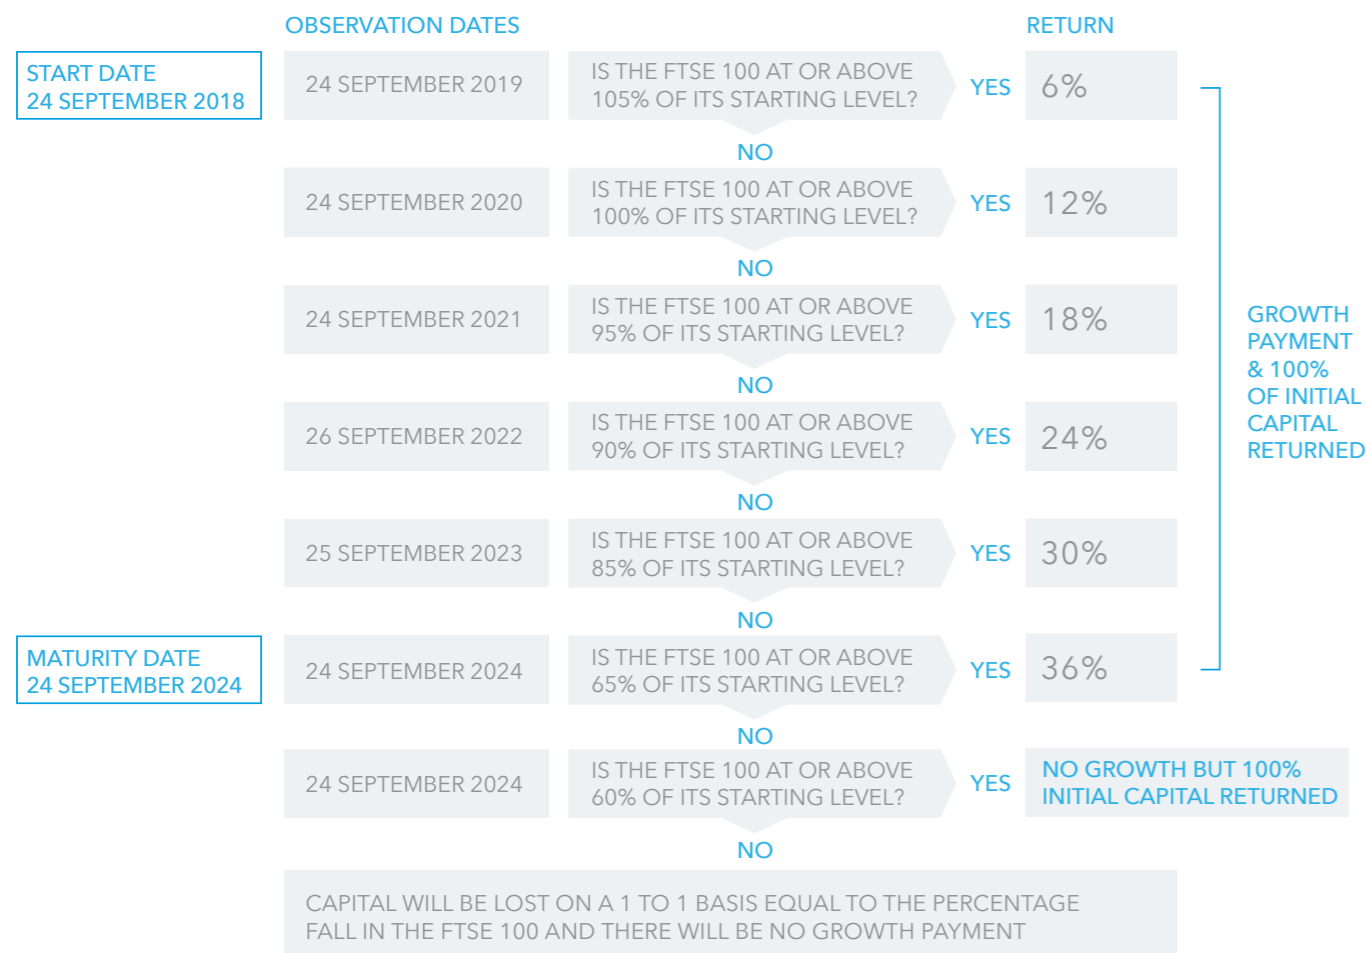 OBSERVATION DATES
RETURN
START DATE
24 SEPTEMBER 2018
24 SEPTEMBER 2019
IS THE FTSE 100 AT OR ABOVE
105% OF ITS STARTING LEVEL?
YES
6%
NO
24 SEPTEMBER 2020
IS THE FTSE 100 AT OR ABOVE
100% OF ITS STARTING LEVEL?
YES
12%
NO
24 SEPTEMBER 2021
IS THE FTSE 100 AT OR ABOVE
95% OF ITS STARTING LEVEL?
YES
18%
NO
26 SEPTEMBER 2022
IS THE FTSE 100 AT OR ABOVE
90% OF ITS STARTING LEVEL?
YES
24%
NO
25 SEPTEMBER 2023
IS THE FTSE 100 AT OR ABOVE
85% OF ITS STARTING LEVEL?
YES
30%
NO
MATURITY DATE
24 SEPTEMBER 2024
24 SEPTEMBER 2024
IS THE FTSE 100 AT OR ABOVE
65% OF ITS STARTING LEVEL?
YES
36%
GROWTH
PAYMENT
& 100%
OF INITIAL
CAPITAL
RETURNED
NO
24 SEPTEMBER 2024
IS THE FTSE 100 AT OR ABOVE
60% OF ITS STARTING LEVEL?
YES
NO GROWTH BUT 100%
INITIAL CAPITAL RETURNED
NO
CAPITAL WILL BE LOST ON A 1 TO 1 BASIS EQUAL TO THE PERCENTAGE
FALL IN THE FTSE 100 AND THERE WILL BE NO GROWTH PAYMENT